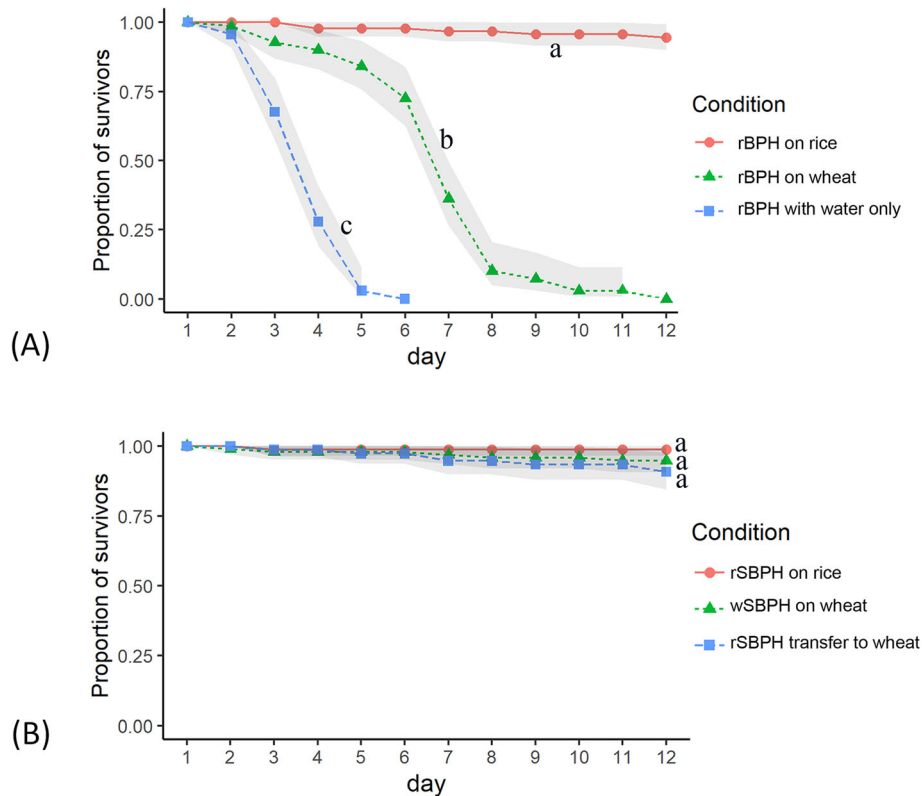 (A)
Proportion of survivors
1.00
0.75
0.50
0.25
0.00
a
b
c
1 2 3 4 5 6 7 8 9 10 11 12
day
Condition
rBPH on rice
rBPH on wheat
rBPH with water only
(B)
Proportion of survivors
1.00
0.75
0.50
0.25
0.00
a
a
a
1 2 3 4 5 6 7 8 9 10 11 12
day
Condition
rSBPH on rice
wSBPH on wheat
rSBPH transfer to wheat